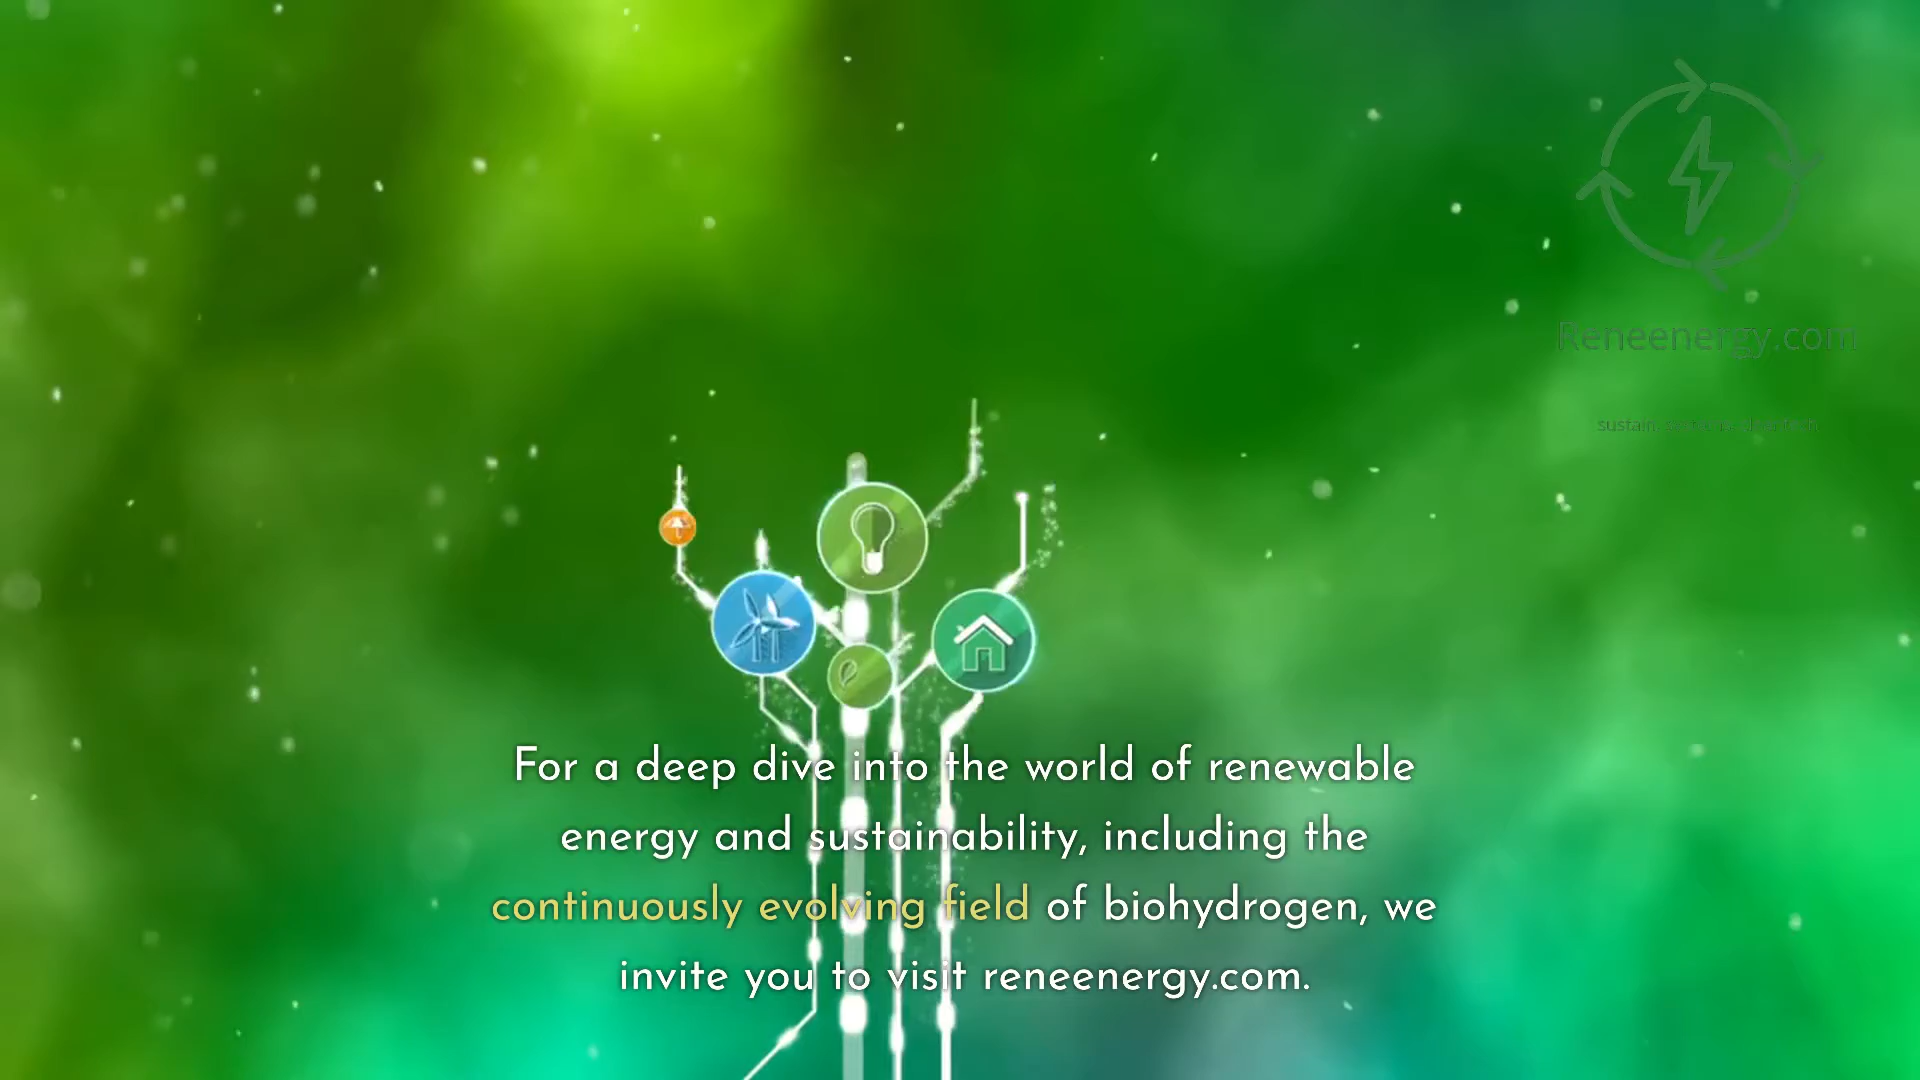 Reneenergy.com
For a deep dive into the world of renewable
energy and sustainability, including the
continuously evolving field of biohydrogen, we
invite you to visit reneenergy.com.